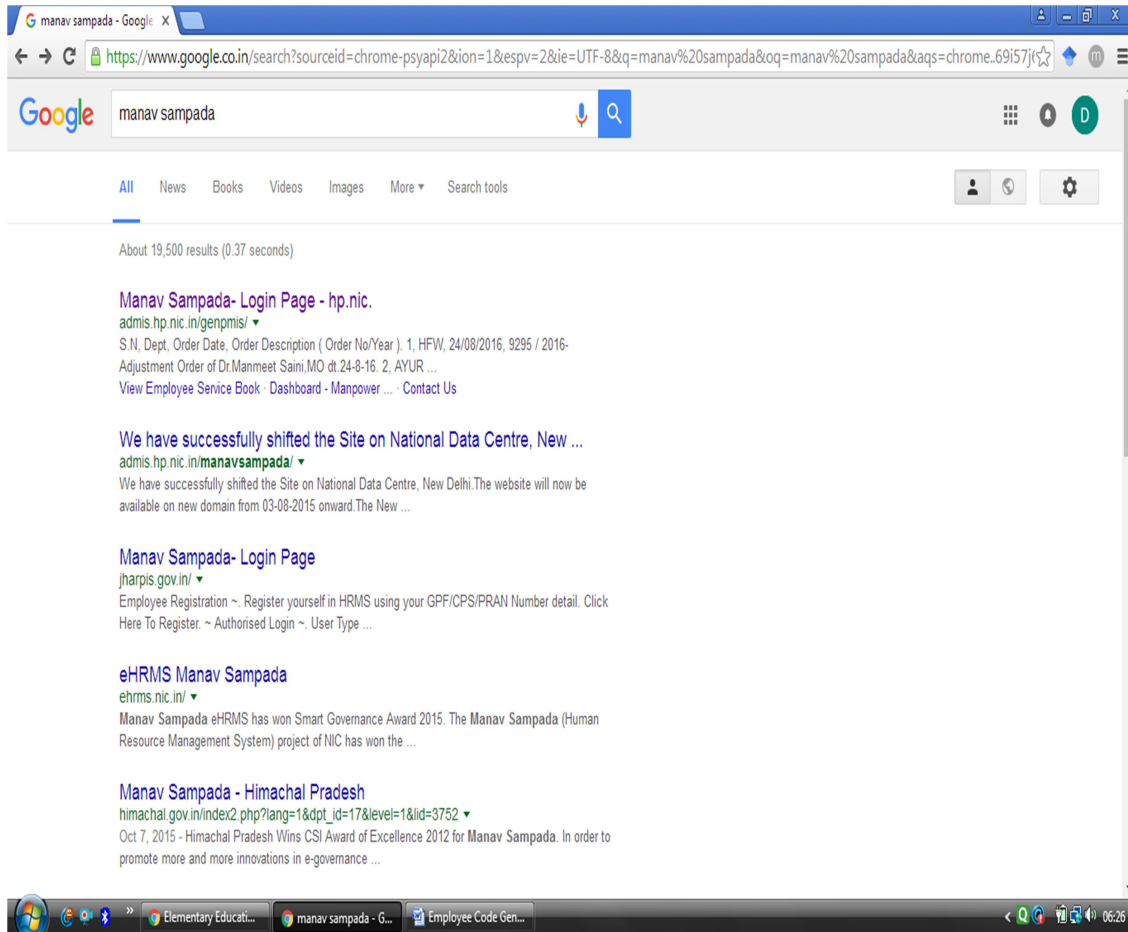 manav sampada - Google
https://www.google.co.in/search?sourceid=chrome-psyapi2&ion=1&espv=2&ie=UTF-8&q=manav%20sampada&oq=manav%20sampada&aqs=chrome..69i57j
Google manav sampada D
All News Books Videos Images More ▾ Search tools
About 19,500 results (0.37 seconds)
Manav Sampada- Login Page - hp.nic.
admis.hp.nic.in/genpmis/ ▾
S.N, Dept, Order Date, Order Description ( Order No/Year ). 1, HFW, 24/08/2016, 9295 / 2016-
Adjustment Order of Dr.Manmeet Saini,MO dt.24-8-16. 2, AYUR ...
View Employee Service Book · Dashboard - Manpower ... · Contact Us
We have successfully shifted the Site on National Data Centre, New ...
admis.hp.nic.in/manavsampada/ ▾
We have successfully shifted the Site on National Data Centre, New Delhi.The website will now be
available on new domain from 03-08-2015 onward.The New ...
Manav Sampada- Login Page
jharpis.gov.in/ ▾
Employee Registration ~. Register yourself in HRMS using your GPF/CPS/PRAN Number detail. Click
Here To Register. ~ Authorised Login ~. User Type ...
eHRMS Manav Sampada
ehrms.nic.in/ ▾
Manav Sampada eHRMS has won Smart Governance Award 2015. The Manav Sampada (Human
Resource Management System) project of NIC has won the ...
Manav Sampada - Himachal Pradesh
himachal.gov.in/index2.php?lang=1&dpt_id=17&level=1&lid=3752 ▾
Oct 7, 2015 - Himachal Pradesh Wins CSI Award of Excellence 2012 for Manav Sampada. In order to
promote more and more innovations in e-governance ...
Elementary Educati... manav sampada - G... Employee Code Gen... 06:26